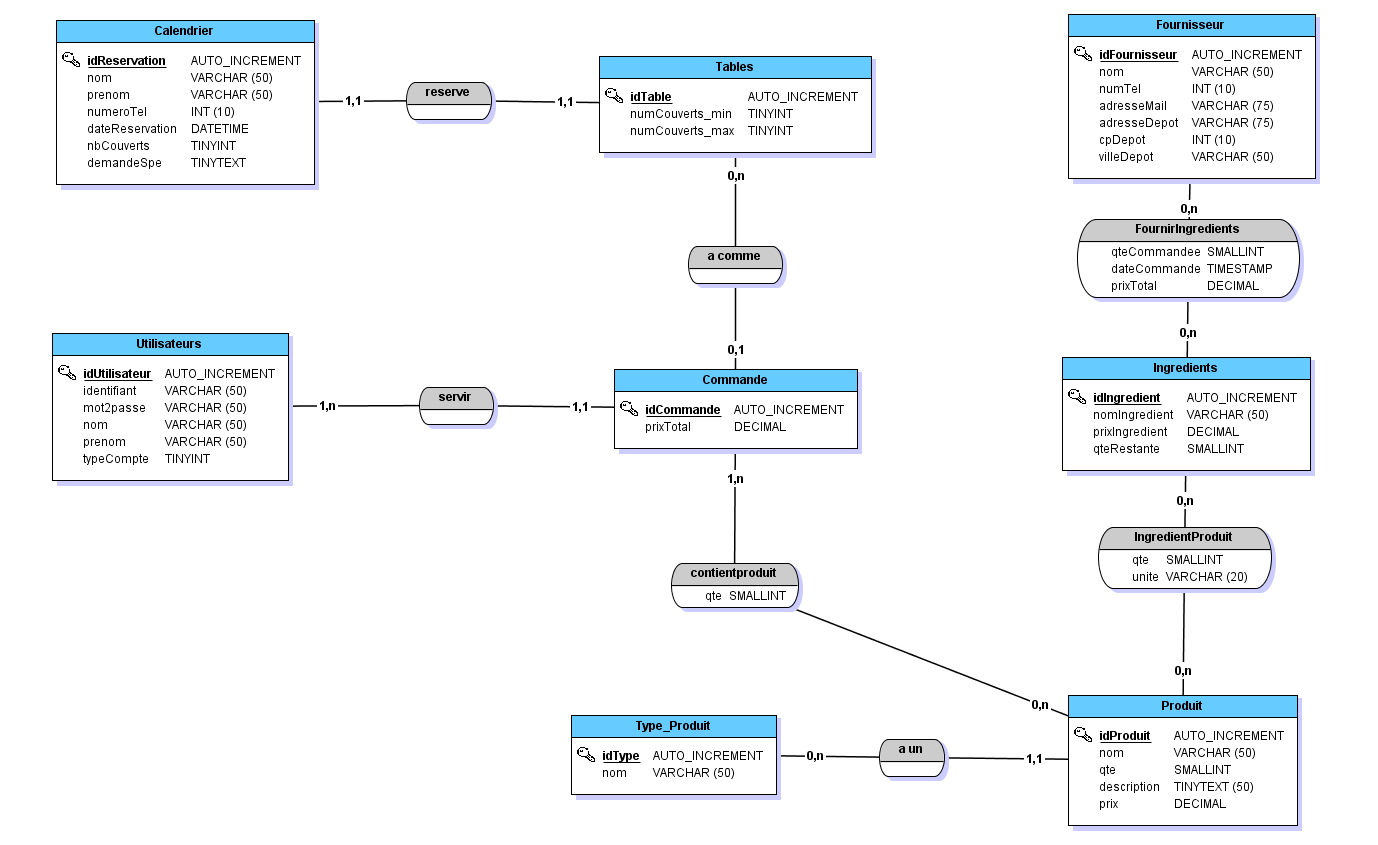 Calendrier
idReservation AUTO_INCREMENT
nom VARCHAR (50)
prenom VARCHAR (50)
numeroTel INT (10)
dateReservation DATETIME
nbCouverts TINYINT
demandeSpe TINYTEXT
1,1
reserve
1,1
Tables
idTable AUTO_INCREMENT
numCouverts_min TINYINT
numCouverts_max TINYINT
0,n
a comme
0,1
Fournisseur
idFournisseur AUTO_INCREMENT
nom VARCHAR (50)
numTel INT (10)
adresseMail VARCHAR (75)
adresseDepot VARCHAR (75)
cpDepot INT (10)
villeDepot VARCHAR (50)
0,n
FournirIngredients
qteCommandee SMALLINT
dateCommande TIMESTAMP
prixTotal DECIMAL
0,n
Utilisateurs
idUtilisateur AUTO_INCREMENT
identifiant VARCHAR (50)
mot2passe VARCHAR (50)
nom VARCHAR (50)
prenom VARCHAR (50)
typeCompte TINYINT
1,n
servir
1,1
Commande
idCommande AUTO_INCREMENT
prixTotal DECIMAL
1,n
contientproduit
qte SMALLINT
0,n
Ingredients
idIngredient AUTO_INCREMENT
nomIngredient VARCHAR (50)
prixIngredient DECIMAL
qteRestante SMALLINT
0,n
IngredientProduit
qte SMALLINT
unite VARCHAR (20)
0,n
Type_Produit
idType AUTO_INCREMENT
nom VARCHAR (50)
0,n
a un
1,1
Produit
idProduit AUTO_INCREMENT
nom VARCHAR (50)
qte SMALLINT
description TINYTEXT (50)
prix DECIMAL